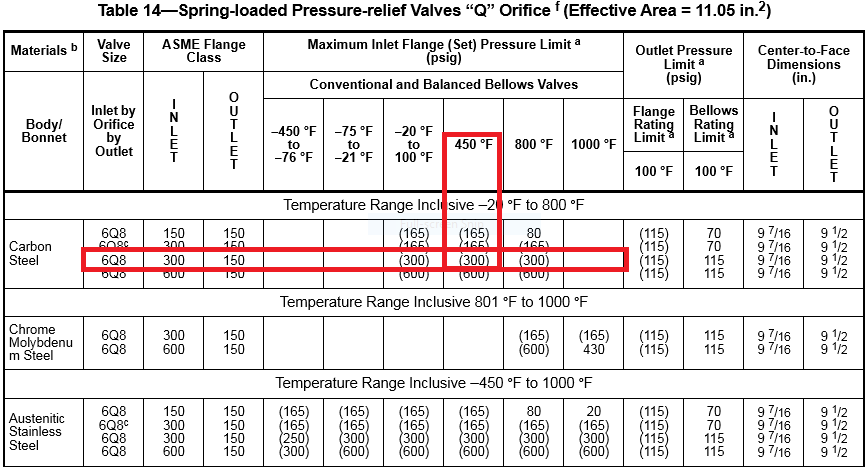 Table 14—Spring-loaded Pressure-relief Valves “Q” Orifice f (Effective Area = 11.05 in.2)
Materials b Valve Size ASME Flange Class Maximum Inlet Flange (Set) Pressure Limit a (psig) Outlet Pressure Limit a (psig) Center-to-Face Dimensions (in.)
Body/Bonnet Inlet by Orifice by Outlet INLET OUTLET Conventional and Balanced Bellows Valves Flange Rating Limit a Bellows Rating Limit a INLET OUTLET
–450 °F to –76 °F –75 °F to –21 °F –20 °F to 100 °F 450 °F 800 °F 1000 °F 100 °F 100 °F
Temperature Range Inclusive –20 °F to 800 °F
Carbon Steel
6Q8 150 150 (165) (165) 80 (115) 70 9 7/16 9 1/2
6Q8c 300 150 (165) (165) (165) (115) 70 9 7/16 9 1/2
6Q8 300 150 (300) (300) (300) (115) 115 9 7/16 9 1/2
6Q8 600 150 (600) (600) (600) (115) 115 9 7/16 9 1/2
Temperature Range Inclusive 801 °F to 1000 °F
Chrome Molybdenu m Steel
6Q8 300 150 (165) (165) (115) 115 9 7/16 9 1/2
6Q8 600 150 (600) 430 (115) 115 9 7/16 9 1/2
Temperature Range Inclusive –450 °F to 1000 °F
Austenitic Stainless Steel
6Q8 150 150 (165) (165) (165) (165) 80 20 (115) 70 9 7/16 9 1/2
6Q8c 300 150 (165) (165) (165) (165) (165) (165) (115) 70 9 7/16 9 1/2
6Q8 300 150 (250) (300) (300) (300) (300) (300) (115) 115 9 7/16 9 1/2
6Q8 600 150 (300) (600) (600) (600) (600) (600) (115) 115 9 7/16 9 1/2